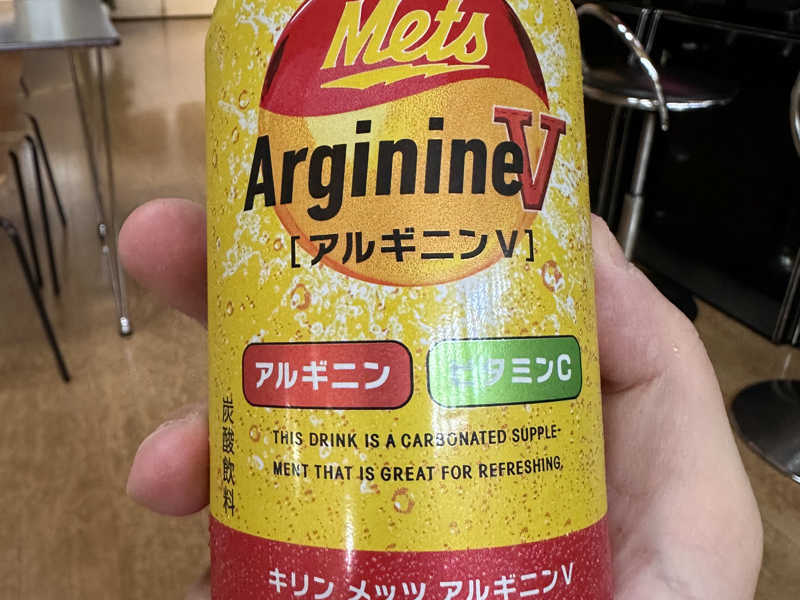 Mets
Arginine V
[アルギニンV]
アルギニン
ビタミンC
THIS DRINK IS A CARBONATED SUPPLE-
MENT THAT IS GREAT FOR REFRESHING.
炭酸飲料
キリン メッツ アルギニンV